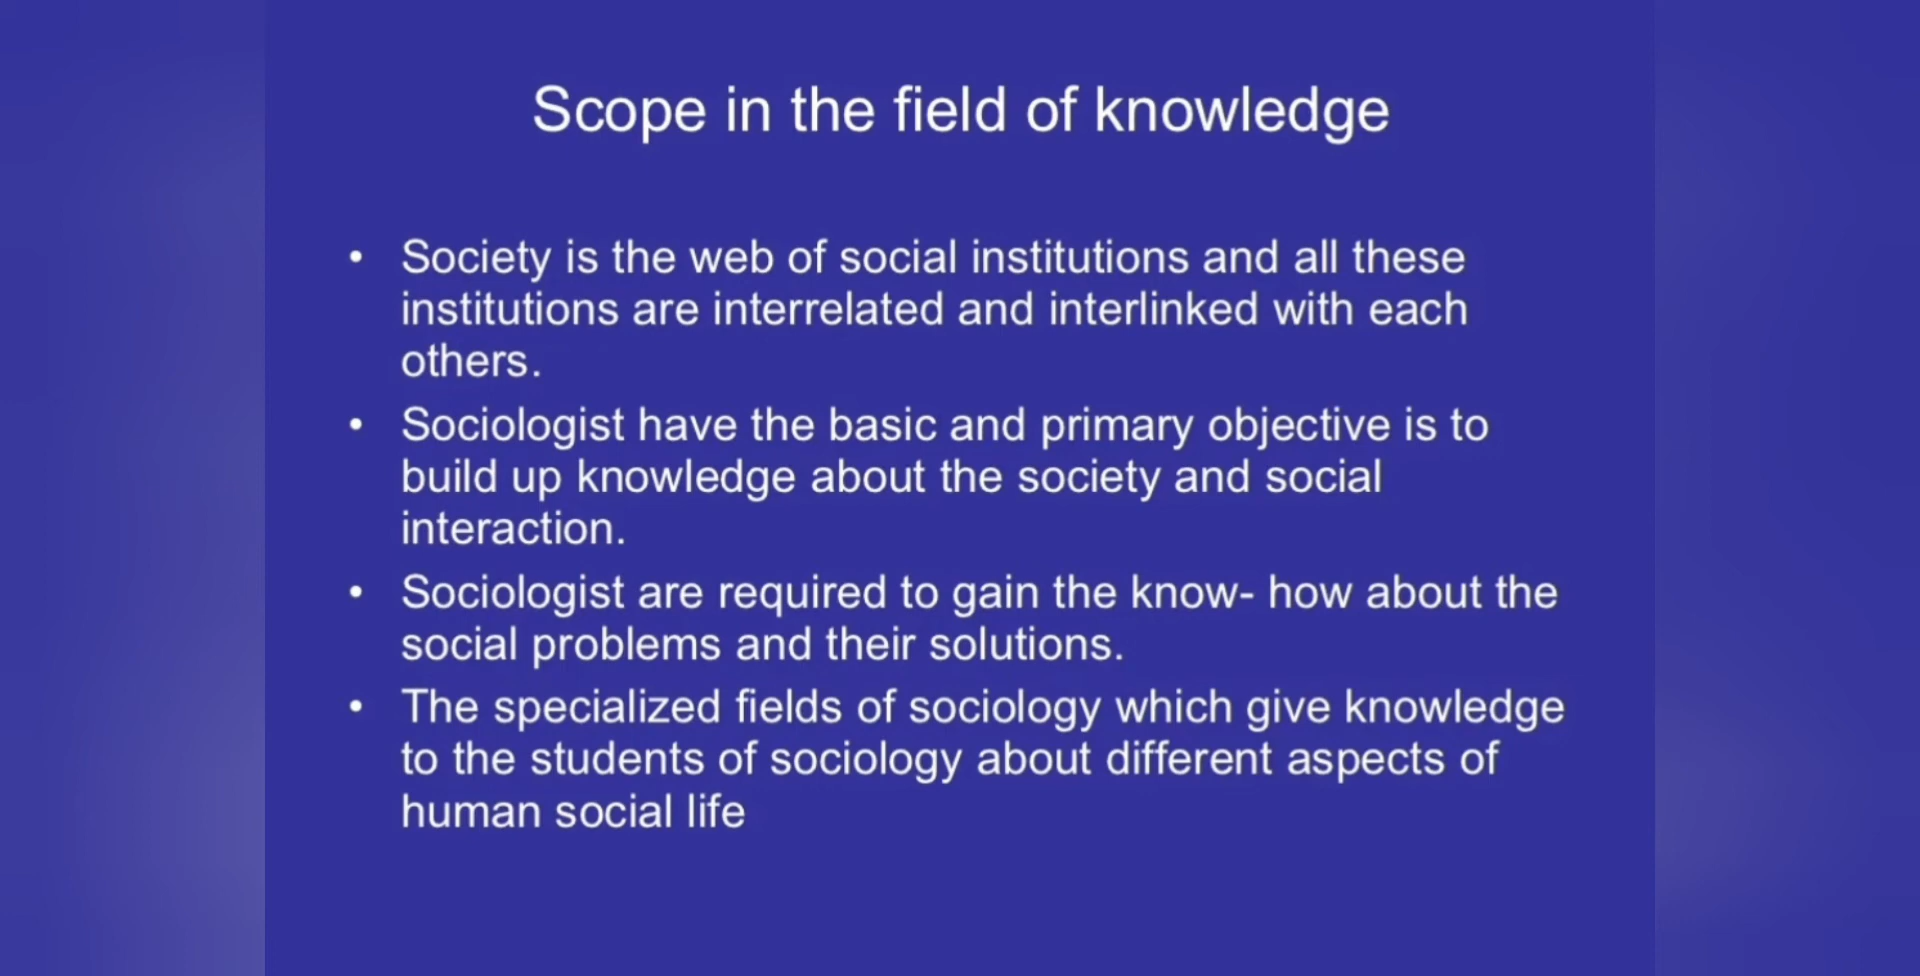 Scope in the field of knowledge
• Society is the web of social institutions and all these
institutions are interrelated and interlinked with each
others.
• Sociologist have the basic and primary objective is to
build up knowledge about the society and social
interaction.
• Sociologist are required to gain the know- how about the
social problems and their solutions.
• The specialized fields of sociology which give knowledge
to the students of sociology about different aspects of
human social life